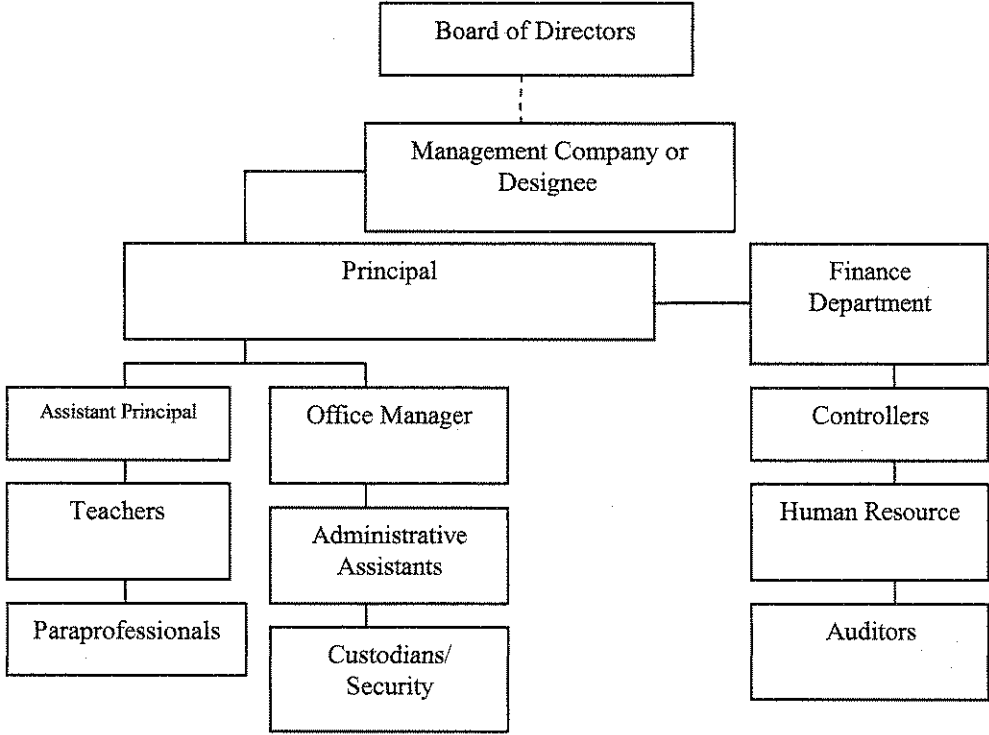 Board of Directors
Management Company or
Designee
Principal
Finance
Department
Assistant Principal
Office Manager
Controllers
Teachers
Administrative
Assistants
Human Resource
Paraprofessionals
Custodians/
Security
Auditors